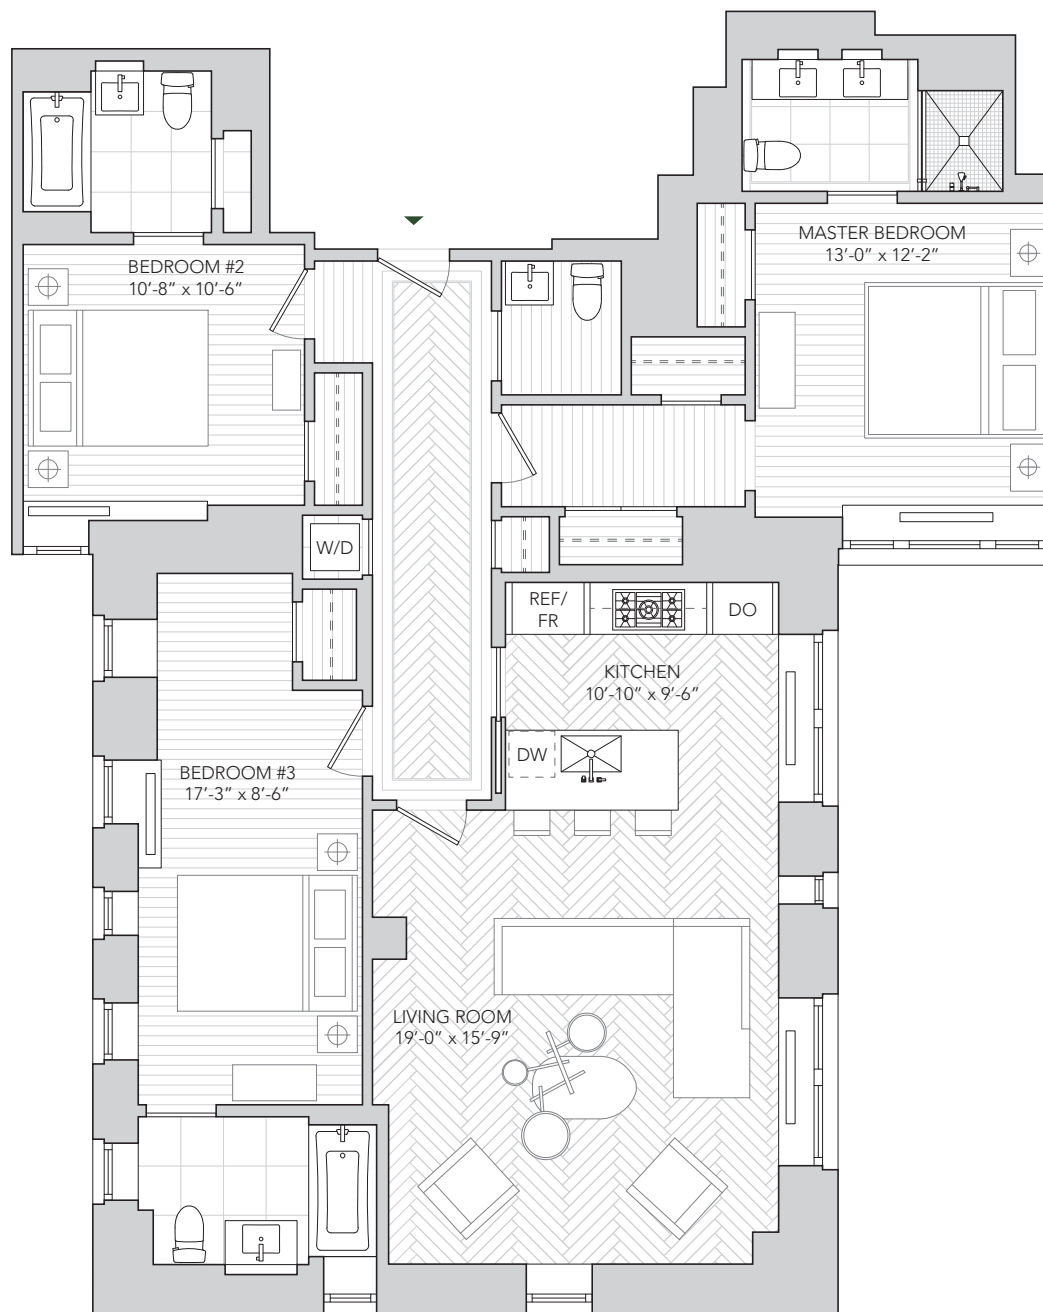 MASTER BEDROOM
13'-0" x 12'-2"
BEDROOM #2
10'-8" x 10'-6"
W/D
REF/
FR
DO
KITCHEN
10'-10" x 9'-6"
DW
BEDROOM #3
17'-3" x 8'-6"
LIVING ROOM
19'-0" x 15'-9"